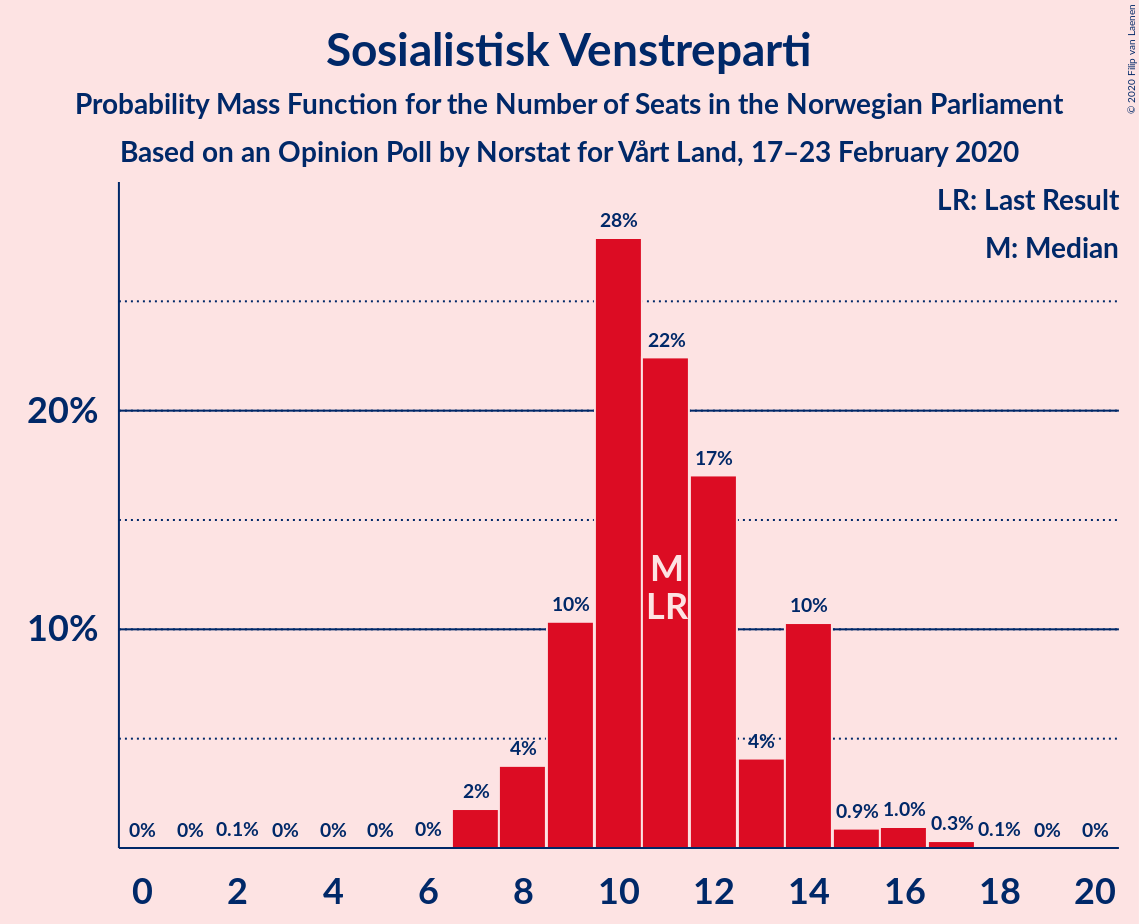 Sosialistisk Venstreparti
Probability Mass Function for the Number of Seats in the Norwegian Parliament
Based on an Opinion Poll by Norstat for Vårt Land, 17–23 February 2020
© 2020 Filip van Laenen
LR: Last Result
M: Median
20%
10%
0% 0% 0.1% 0% 0% 0% 0% 2% 4% 10% 28% 22% 17% 4% 10% 0.9% 1.0% 0.3% 0.1% 0% 0%
M
LR
0 2 4 6 8 10 12 14 16 18 20